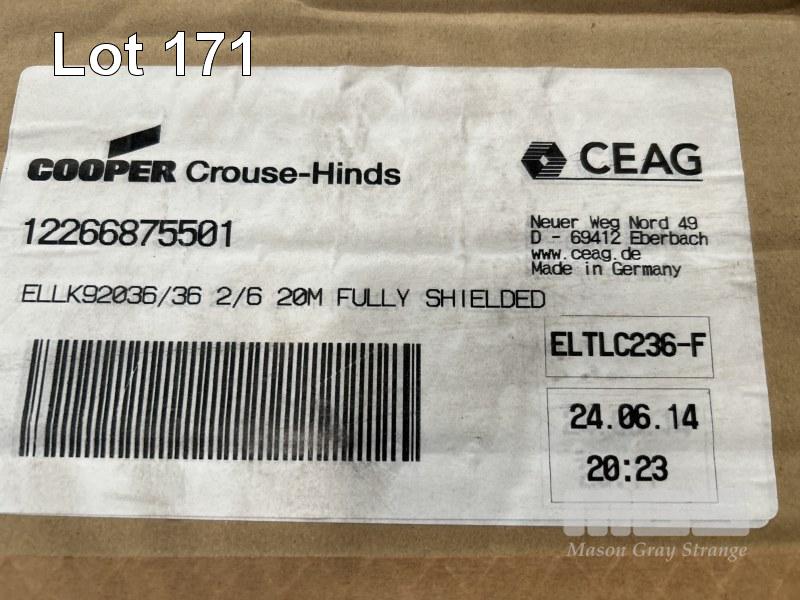 Lot 171
COOPER Crouse-Hinds
CEAG
12266875501
Neuer Weg Nord 49
D - 69412 Eberbach
www.ceag.de
Made in Germany
ELLK92036/36 2/6 20M FULLY SHIELDED
ELTLC236-F
24.06.14
20:23
Mason Gray Strange